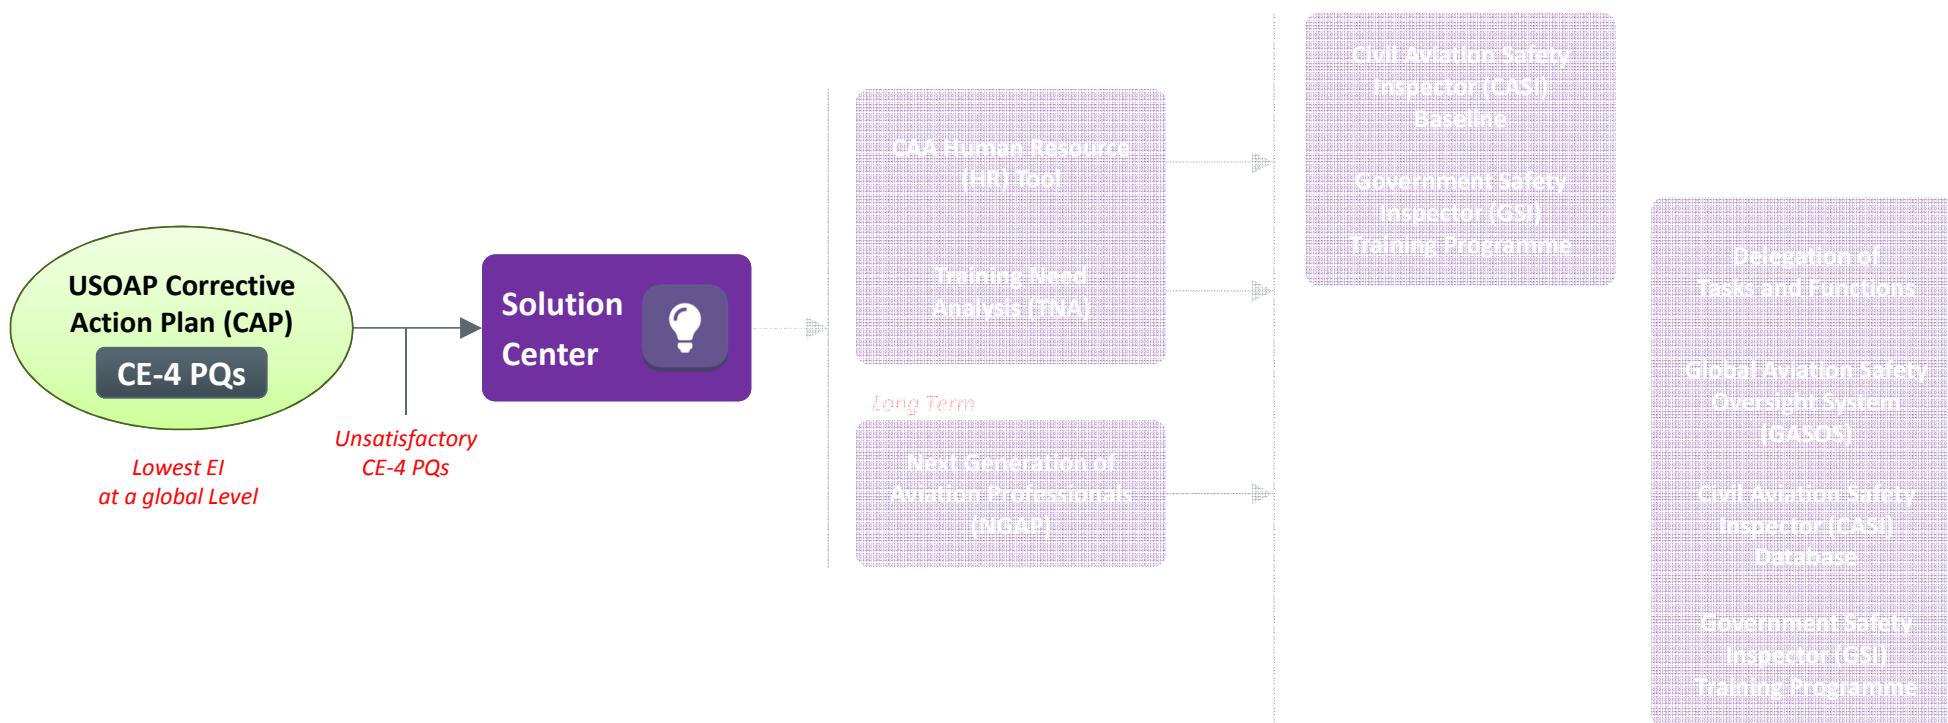 USOAP Corrective
Action Plan (CAP)
CE-4 PQs
Lowest EI
at a global Level
Unsatisfactory
CE-4 PQs
Solution
Center
CAA Human Resource
(HR) Tool
Training Need
Analysis (TNA)
Long Term
Next Generation of
Aviation Professionals
(NGAP)
Civil Aviation Safety
Inspector (CASI)
Baseline
Government Safety
Inspector (GSI)
Training Programme
Delegation of
Tasks and Functions
Global Aviation Safety
Oversight System
(GASOS)
Civil Aviation Safety
Inspector (CASI)
Database
Government Safety
Inspector (GSI)
Training Programme